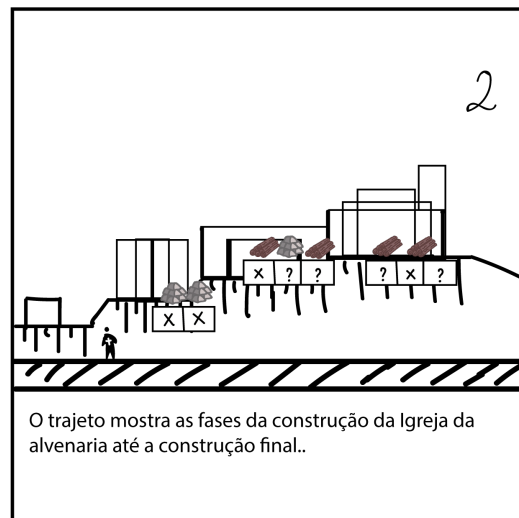 2
X ? ?
? X ?
X X
O trajeto mostra as fases da construção da Igreja da
alvenaria até a construção final..